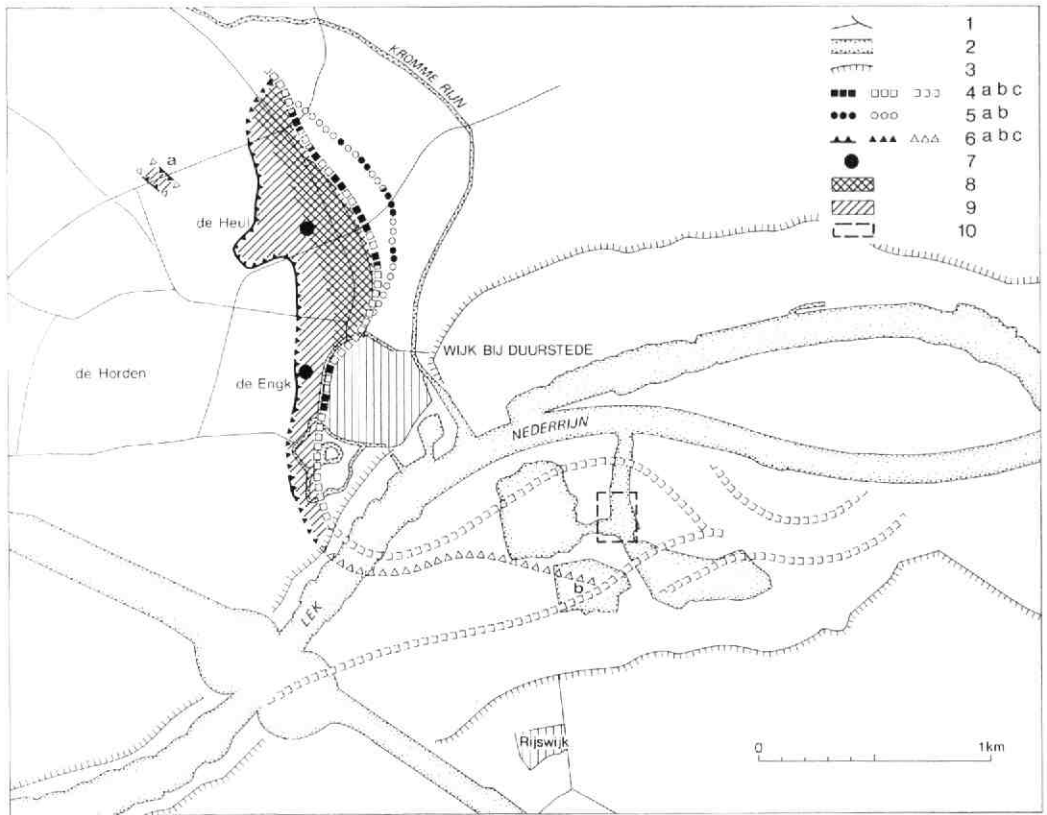 KROMME RIJN
1
2
3
4 a b c
5 a b
6 a b c
7
8
9
10
a
de Heul
de Horden
de Engk
WIJK BIJ DUURSTEDE
NEDERRIJN
b
LEK
Rijswijk
0 1km